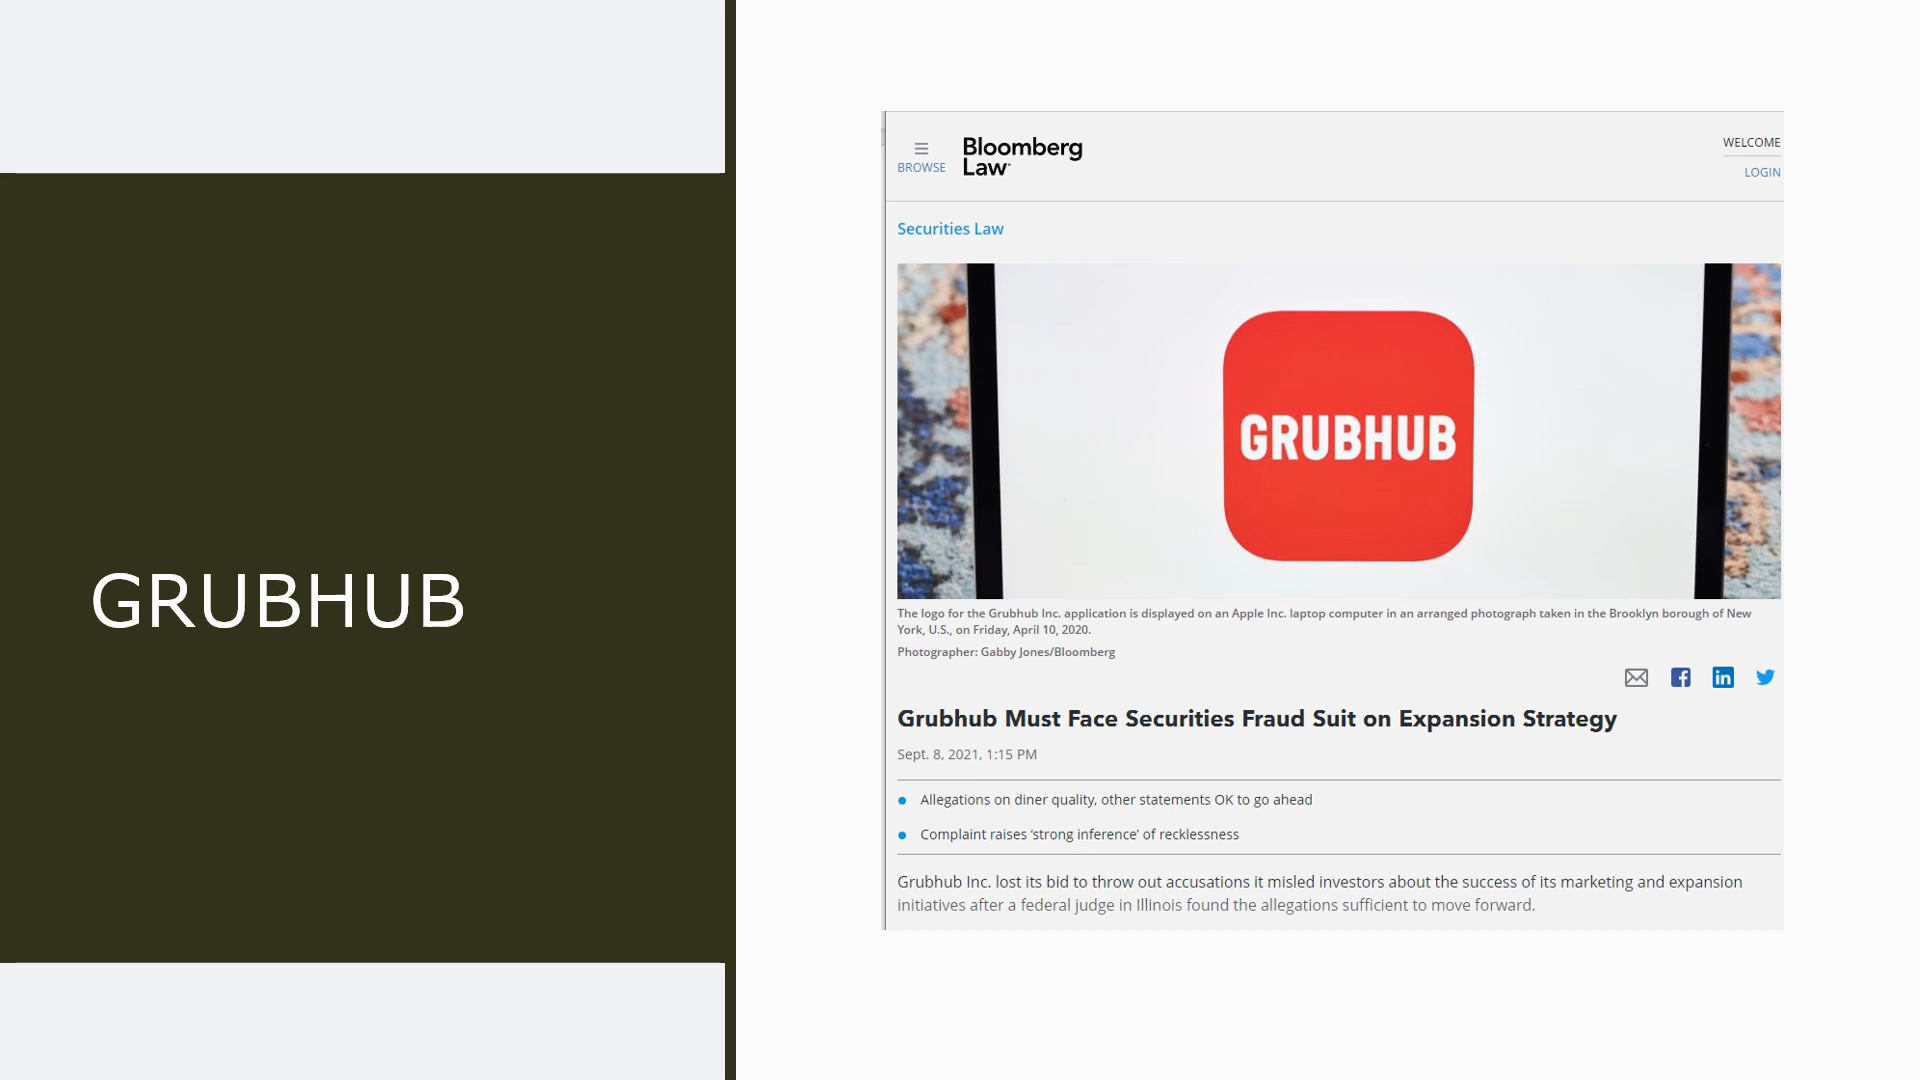 GRUBHUB
BROWSE
Bloomberg
Law
WELCOME
LOGIN
Securities Law
GRUBHUB
The logo for the Grubhub Inc. application is displayed on an Apple Inc. laptop computer in an arranged photograph taken in the Brooklyn borough of New
York, U.S., on Friday, April 10, 2020.
Photographer: Gabby Jones/Bloomberg
Grubhub Must Face Securities Fraud Suit on Expansion Strategy
Sept. 8, 2021, 1:15 PM
Allegations on diner quality, other statements OK to go ahead
Complaint raises ‘strong inference’ of recklessness
Grubhub Inc. lost its bid to throw out accusations it misled investors about the success of its marketing and expansion
initiatives after a federal judge in Illinois found the allegations sufficient to move forward.